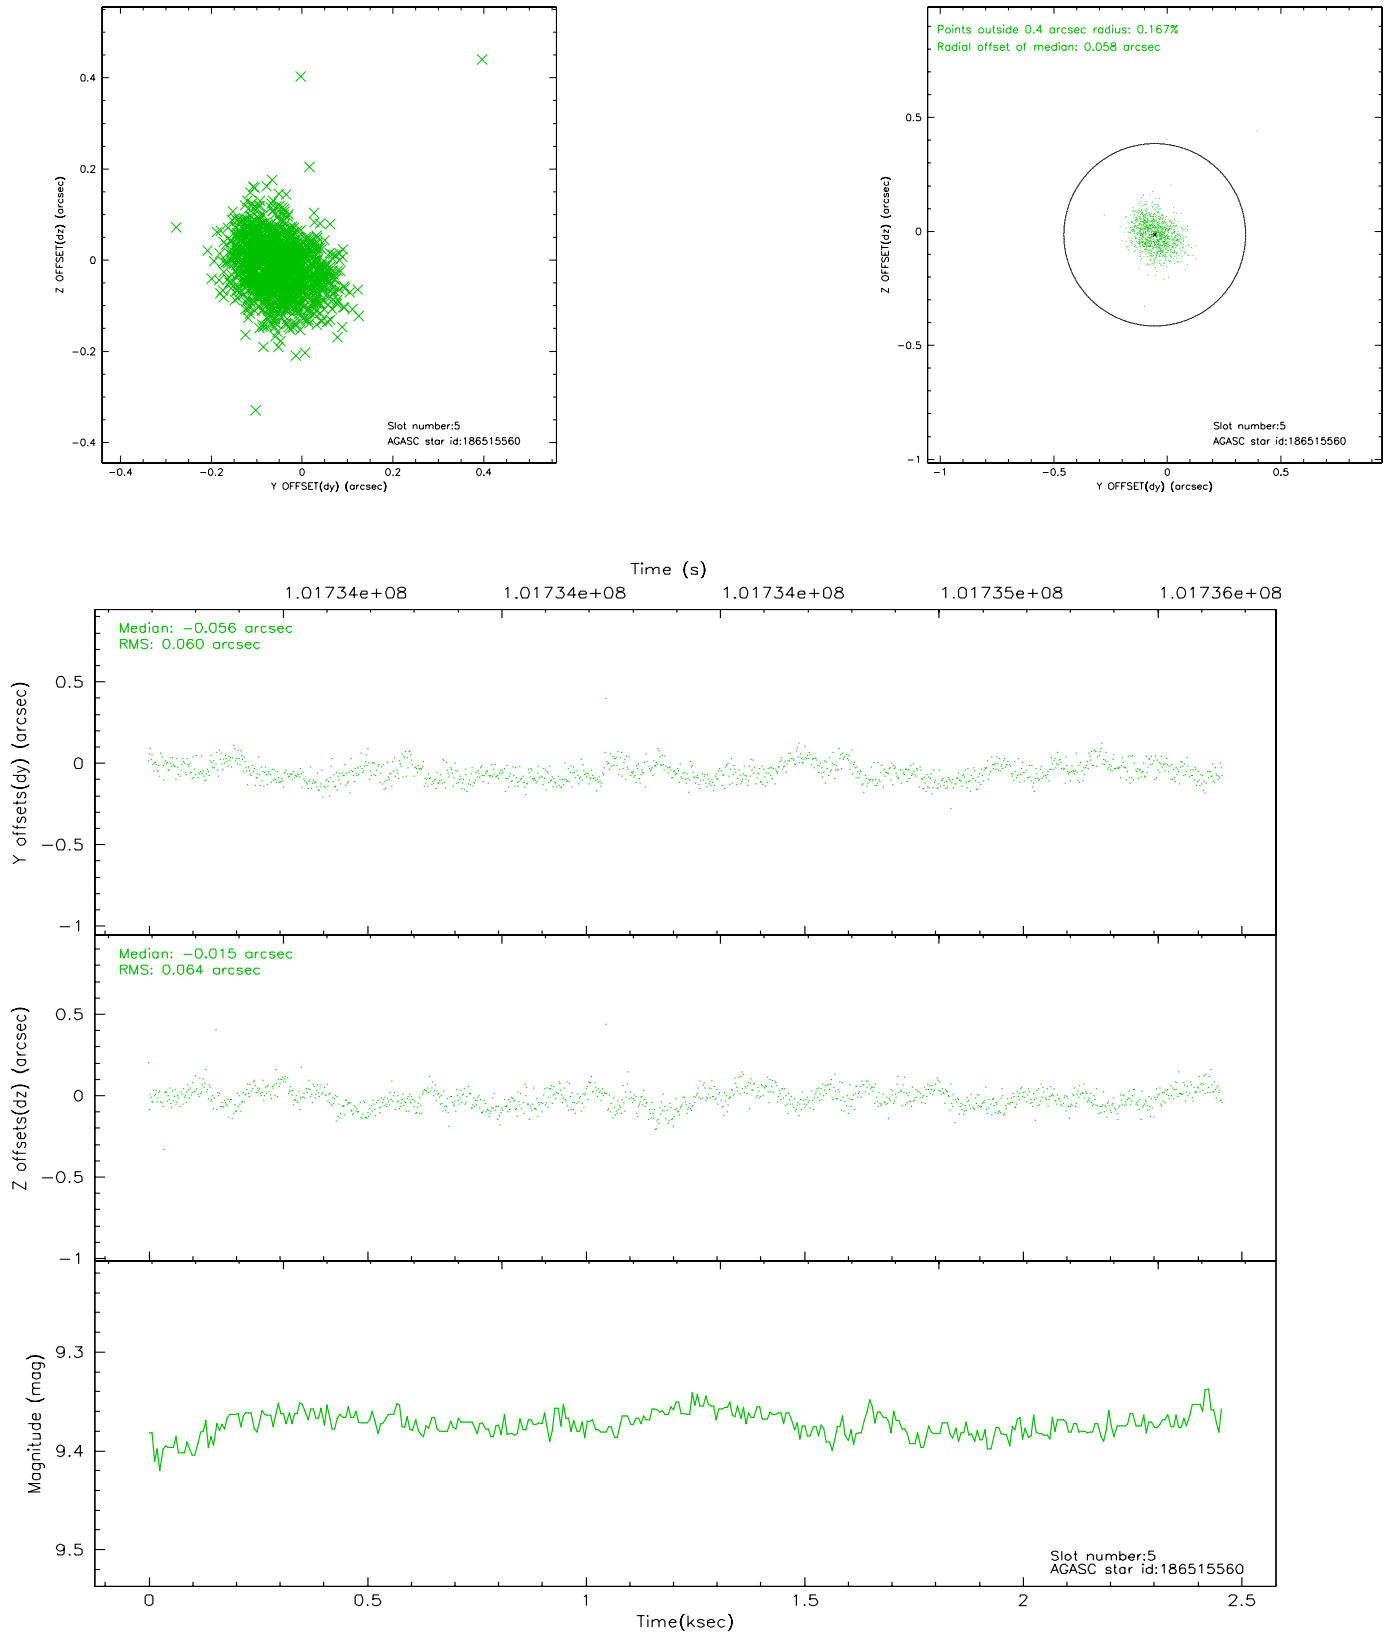 0.4
0.2
0
−0.2
−0.4
Z OFFSET(dz) (arcsec)
Slot number:5
AGASC star id:186515560
−0.4 −0.2 0 0.2 0.4
Y OFFSET(dy) (arcsec)
Points outside 0.4 arcsec radius: 0.167%
Radial offset of median: 0.058 arcsec
0.5
0
−0.5
−1
Z OFFSET(dz) (arcsec)
Slot number:5
AGASC star id:186515560
−1 −0.5 0 0.5
Y OFFSET(dy) (arcsec)
Time (s)
1.01734e+08 1.01734e+08 1.01734e+08 1.01735e+08 1.01736e+08
Median: −0.056 arcsec
RMS: 0.060 arcsec
0.5
0
−0.5
−1
Y offsets(dy) (arcsec)
Median: −0.015 arcsec
RMS: 0.064 arcsec
0.5
0
−0.5
−1
Z offsets(dz) (arcsec)
9.3
9.4
9.5
Magnitude (mag)
Slot number:5
AGASC star id:186515560
0 0.5 1 1.5 2 2.5
Time(ksec)